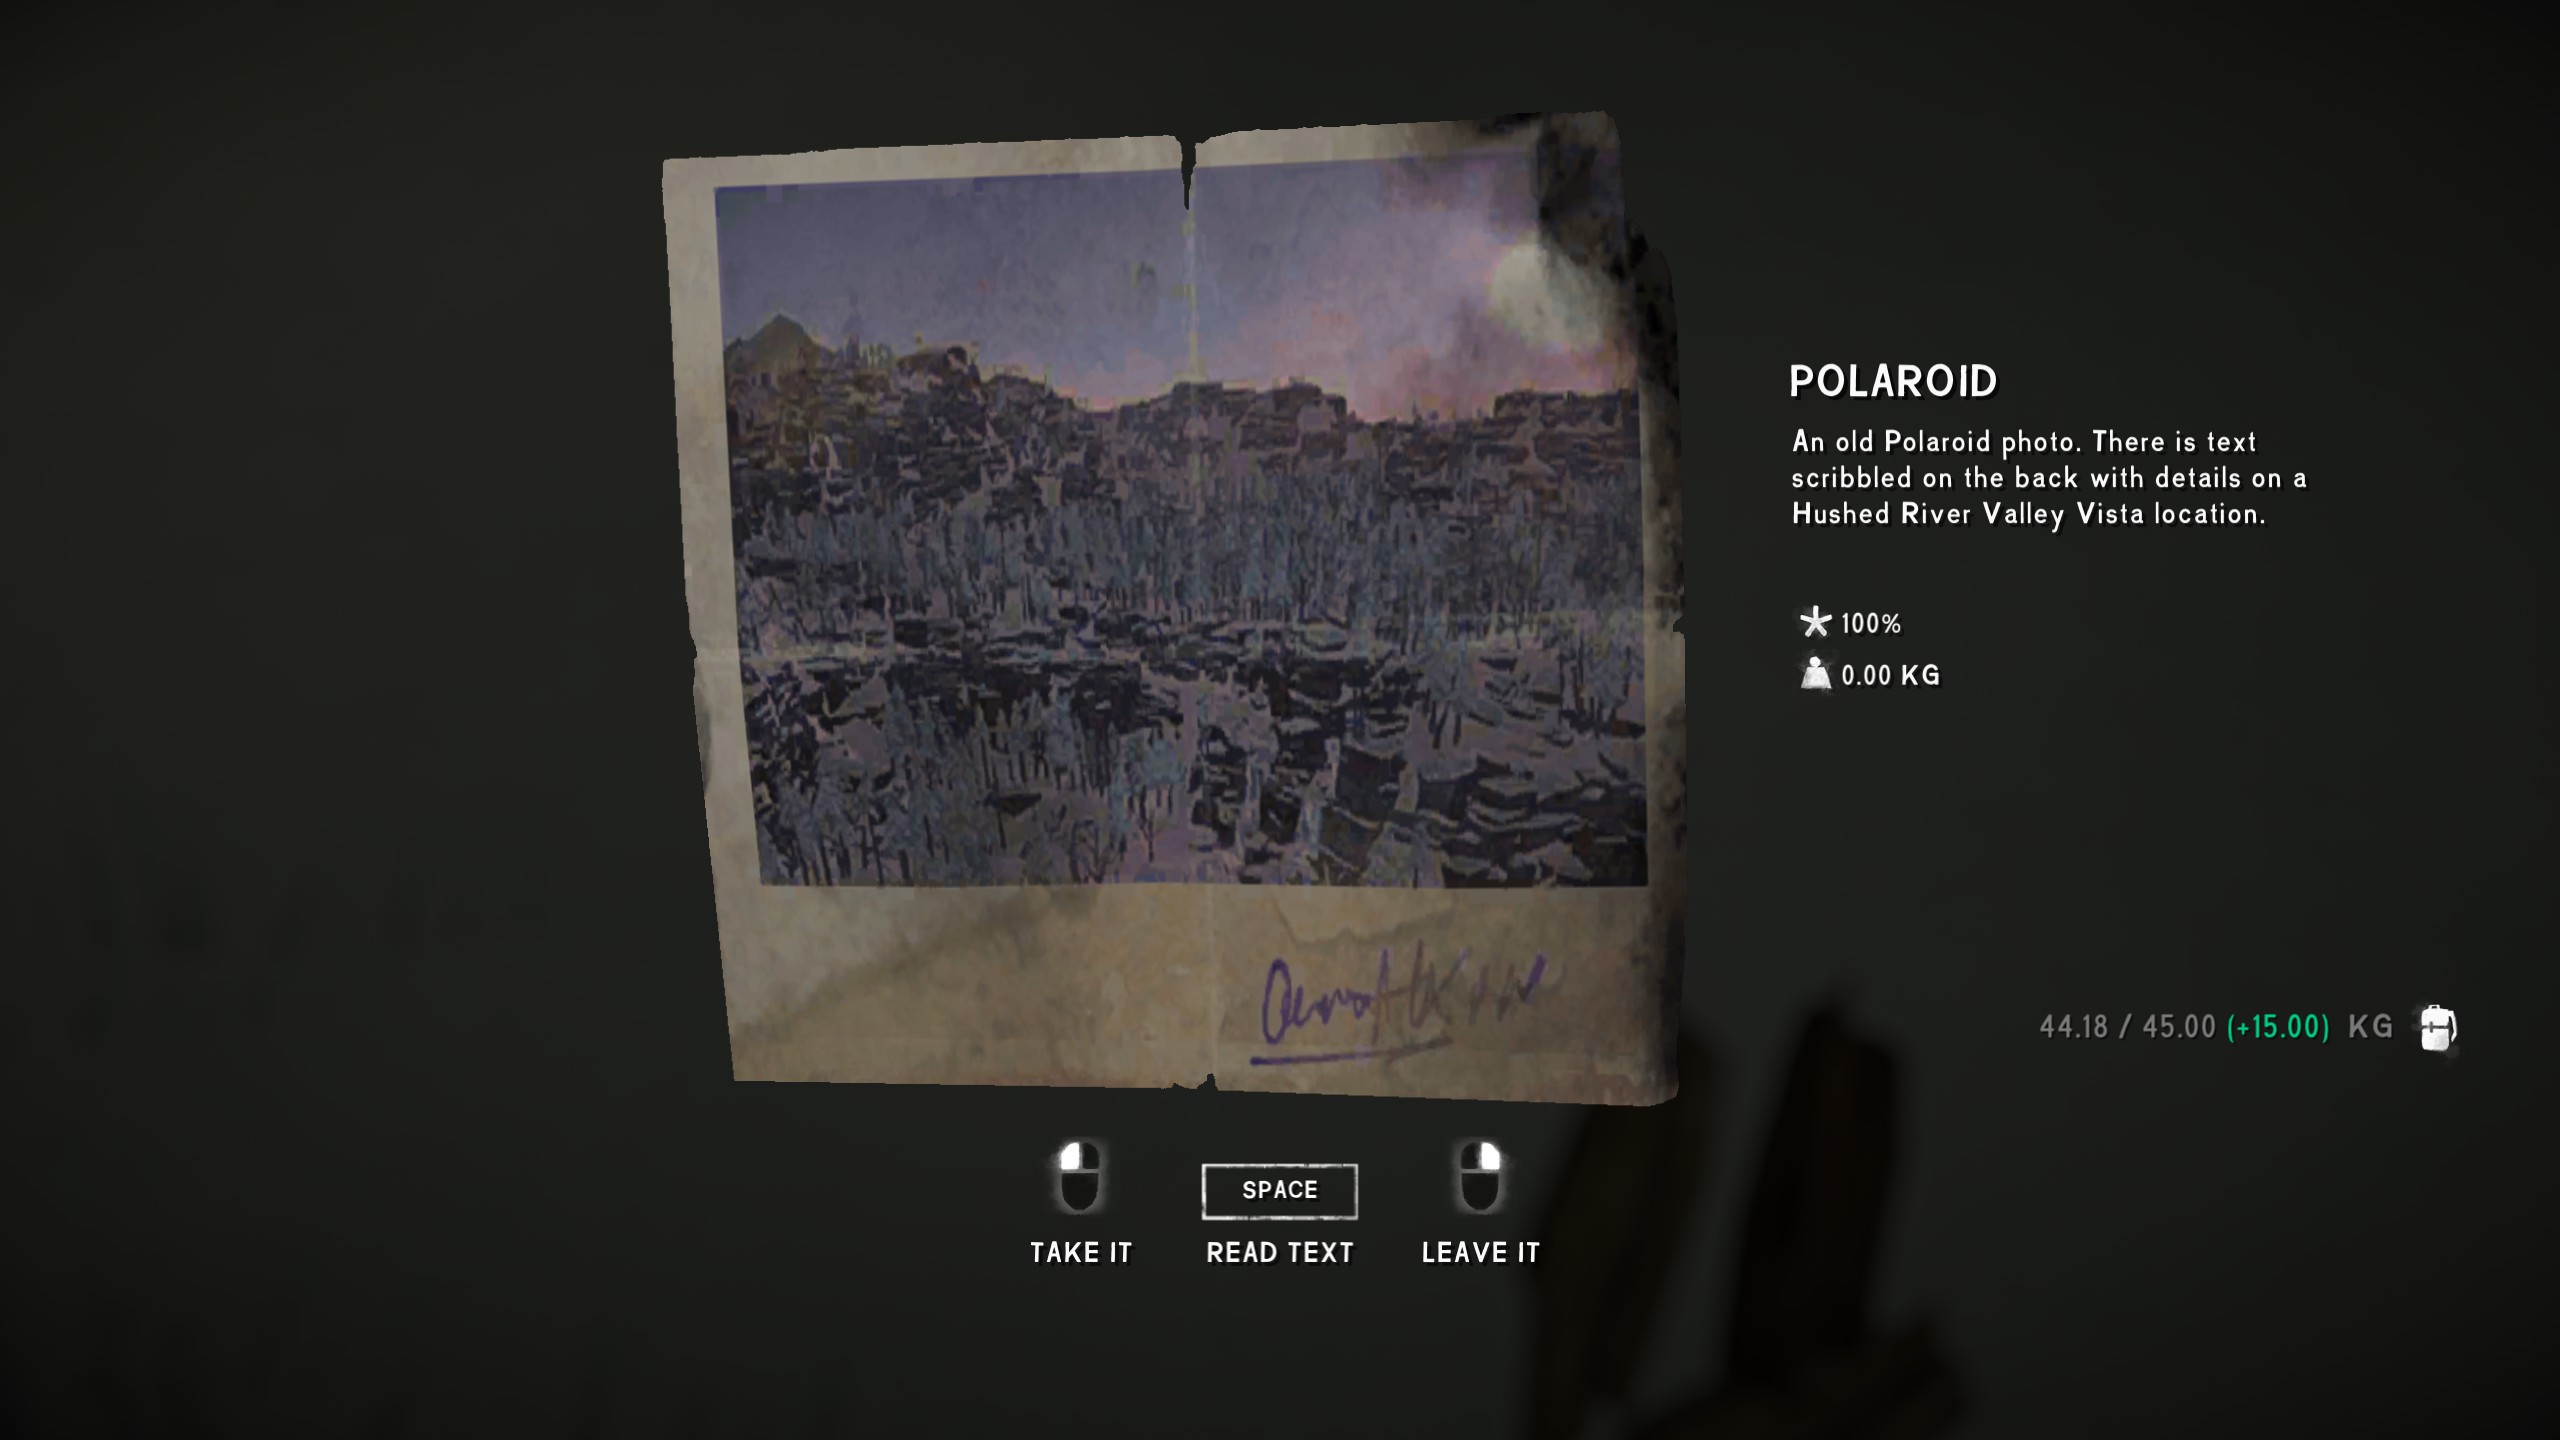 POLAROID
An old Polaroid photo. There is text
scribbled on the back with details on a
Hushed River Valley Vista location.
100%
0.00 KG
44.18 / 45.00 (+15.00) KG
SPACE
TAKE IT
READ TEXT
LEAVE IT